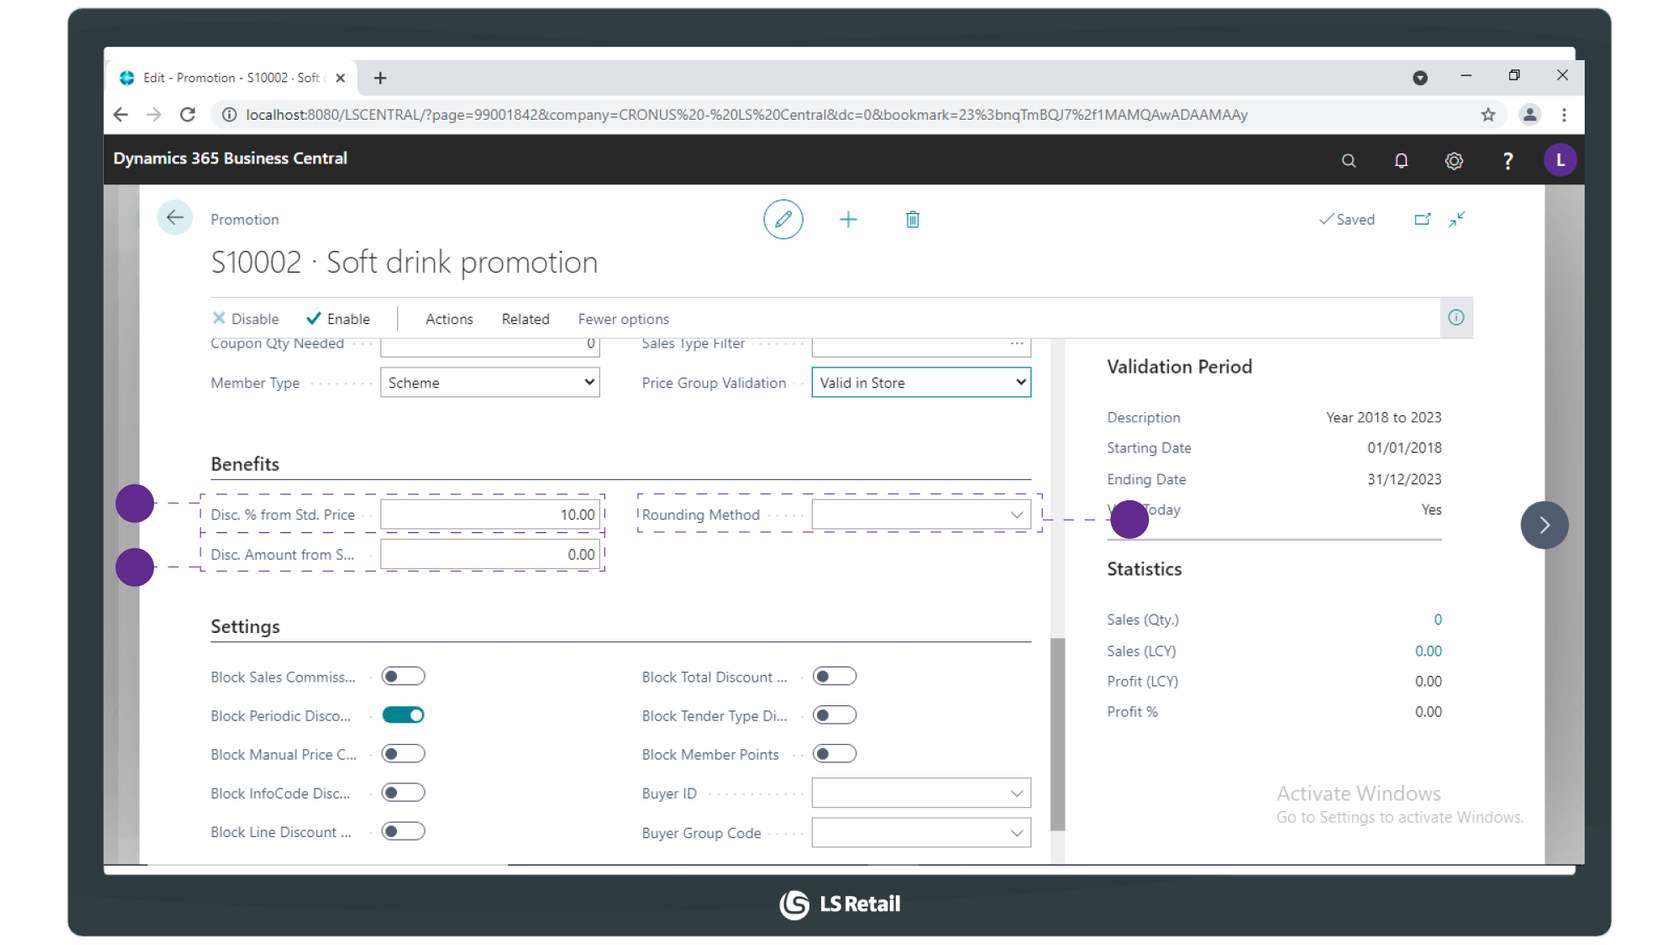 Edit - Promotion - S10002 · Soft
localhost:8080/LSCENTRAL/?page=99001842&company=CRONUS%20-%20LS%20Central&dc=0&bookmark=23%3bnqTmBQJ7%2f1MAMQAwADAAMAAy
Dynamics 365 Business Central
? L
Promotion
Saved
S10002 · Soft drink promotion
Disable Enable Actions Related Fewer options
Coupon Qty Needed 0 Sales Type Filter ...
Member Type Scheme Price Group Validation Valid in Store
Benefits
Disc. % from Std. Price 10.00 Rounding Method
Disc. Amount from S... 0.00
Settings
Block Sales Commiss... Block Total Discount ...
Block Periodic Disco... Block Tender Type Di...
Block Manual Price C... Block Member Points
Block InfoCode Disc... Buyer ID
Block Line Discount ... Buyer Group Code
Validation Period
Description Year 2018 to 2023
Starting Date 01/01/2018
Ending Date 31/12/2023
Today Yes
Statistics
Sales (Qty.) 0
Sales (LCY) 0.00
Profit (LCY) 0.00
Profit % 0.00
Activate Windows
Go to Settings to activate Windows.
LS Retail